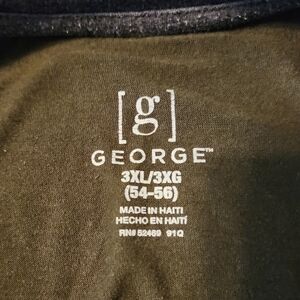 [g]
GEORGE™
3XL/3XG
(54-56)
MADE IN HAITI
HECHO EN HAITÍ
RN# 52469 91Q